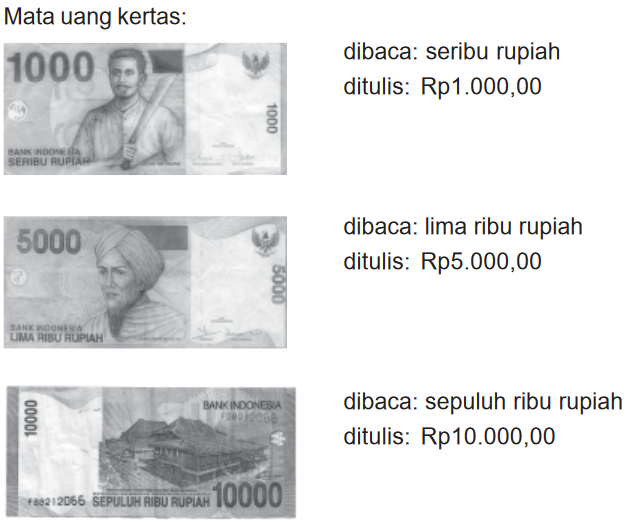 Mata uang kertas:
1000
1000
BANK INDONESIA
SERIBU RUPIAH
dibaca: seribu rupiah
ditulis: Rp1.000,00
5000
5000
BANK INDONESIA
LIMA RIBU RUPIAH
dibaca: lima ribu rupiah
ditulis: Rp5.000,00
10000
BANK INDONESIA
FBB212066
FBB212066 SEPULUH RIBU RUPIAH 10000
dibaca: sepuluh ribu rupiah
ditulis: Rp10.000,00